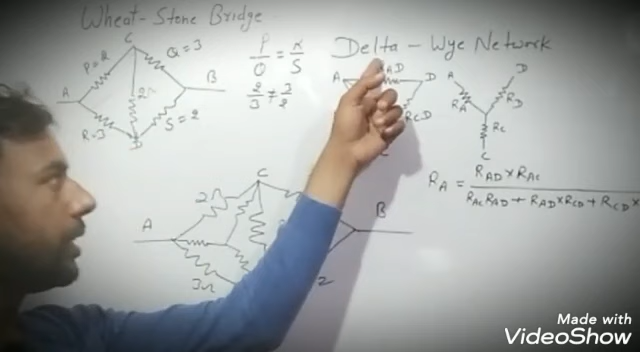 Wheat-Stone Bridge
Delta - Wye Network
C
P=2
Q=3
2Ω
A
B
R=3
S=2
D
P/Q = R/S
2/3 ≠ 3/2
A
D
RCD
A
D
RA
RD
RC
C
RA = RAD×RAC
RACRAD + RAD×RCD + RCD×
C
2Ω
A
B
3Ω
2
Made with
VideoShow